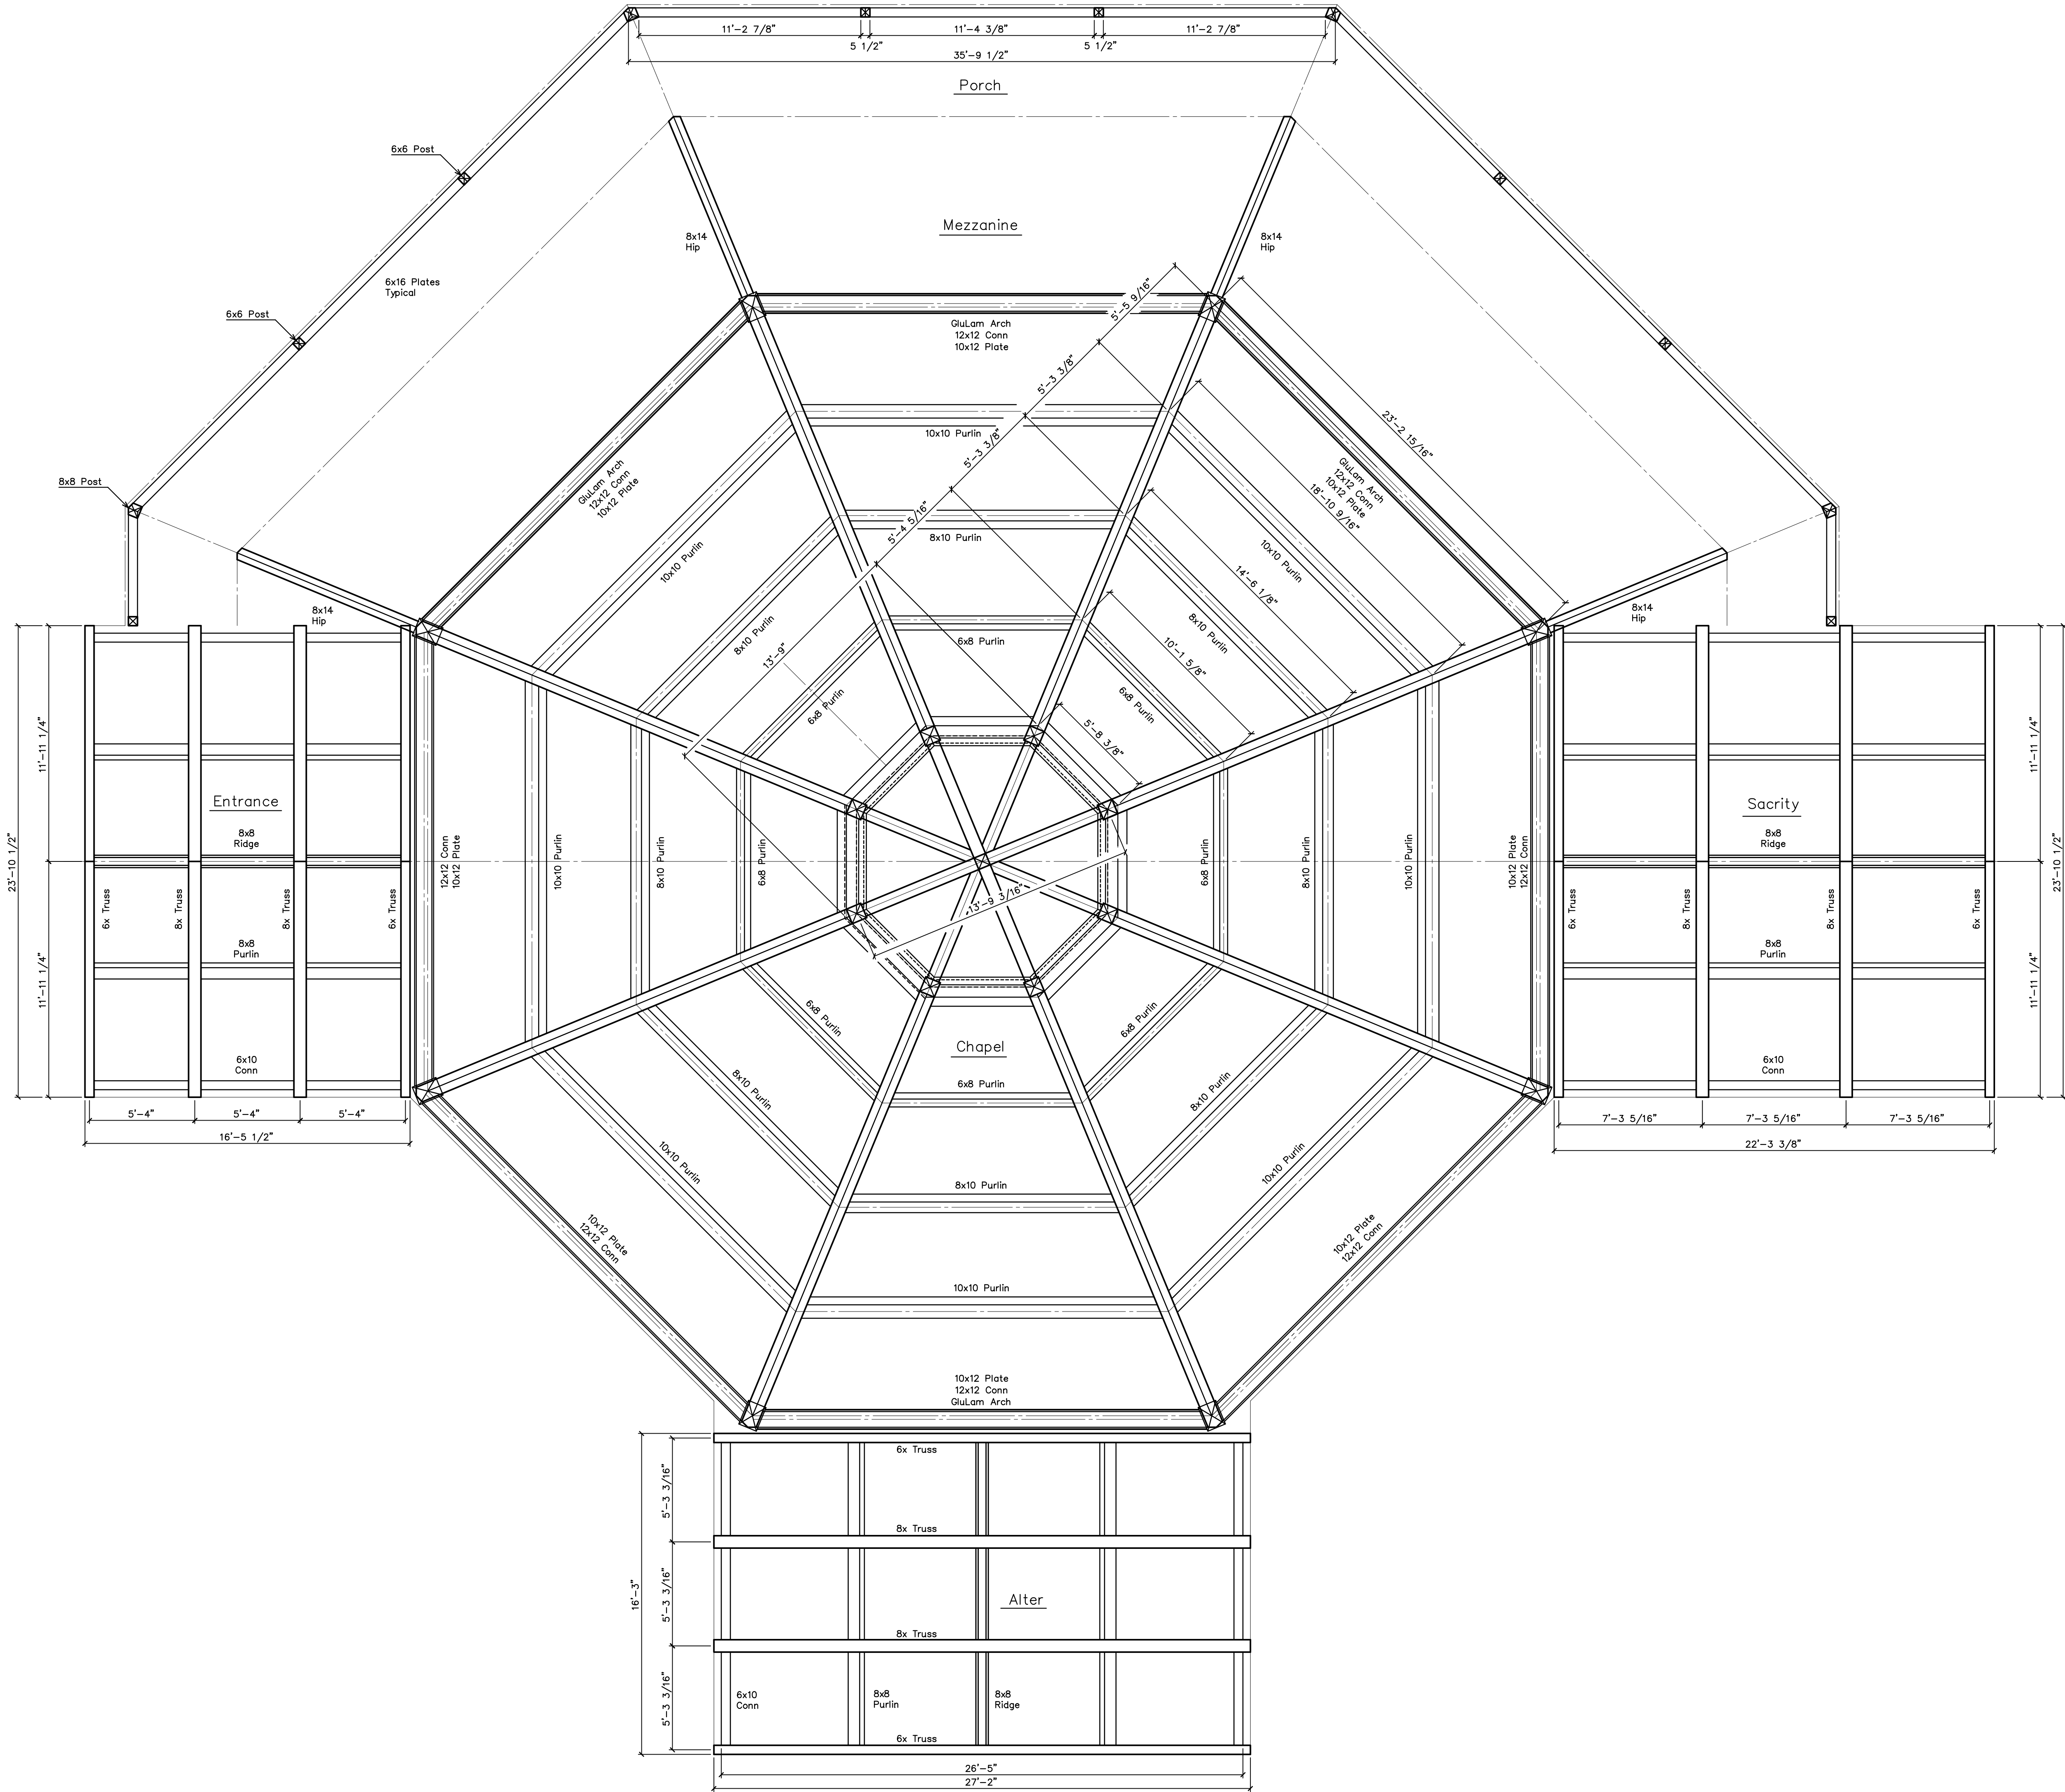 11'-2 7/8"
11'-4 3/8"
11'-2 7/8"
5 1/2"
5 1/2"
35'-9 1/2"
Porch
6x6 Post
Mezzanine
8x14
Hip
8x14
Hip
6x16 Plates
Typical
6x6 Post
GluLam Arch
12x12 Conn
10x12 Plate
5'-5 9/16"
5'-3 3/8"
5'-3 3/8"
5'-4 5/16"
13'-9"
23'-2 15/16"
18'-10 9/16"
14'-6 1/8"
10'-1 5/8"
5'-8 3/8"
13'-9 3/16"
8x8 Post
GluLam Arch
12x12 Conn
10x12 Plate
GluLam Arch
12x12 Conn
10x12 Plate
10x10 Purlin
8x10 Purlin
6x8 Purlin
10x10 Purlin
8x10 Purlin
6x8 Purlin
10x10 Purlin
8x10 Purlin
6x8 Purlin
8x14
Hip
8x14
Hip
11'-11 1/4"
23'-10 1/2"
11'-11 1/4"
Entrance
8x8
Ridge
6x Truss
8x Truss
8x Truss
6x Truss
8x8
Purlin
6x10
Conn
5'-4"
5'-4"
5'-4"
16'-5 1/2"
12x12 Conn
10x12 Plate
10x10 Purlin
8x10 Purlin
6x8 Purlin
6x8 Purlin
8x10 Purlin
10x10 Purlin
10x12 Plate
12x12 Conn
Sacrity
8x8
Ridge
6x Truss
8x Truss
8x Truss
6x Truss
8x8
Purlin
6x10
Conn
11'-11 1/4"
23'-10 1/2"
11'-11 1/4"
7'-3 5/16"
7'-3 5/16"
7'-3 5/16"
22'-3 3/8"
6x8 Purlin
8x10 Purlin
10x10 Purlin
10x12 Plate
12x12 Conn
Chapel
6x8 Purlin
8x10 Purlin
10x10 Purlin
6x8 Purlin
8x10 Purlin
10x10 Purlin
10x12 Plate
12x12 Conn
10x12 Plate
12x12 Conn
GluLam Arch
6x Truss
8x Truss
Alter
8x Truss
6x10
Conn
8x8
Purlin
8x8
Ridge
6x Truss
5'-3 3/16"
5'-3 3/16"
5'-3 3/16"
16'-3"
26'-5"
27'-2"